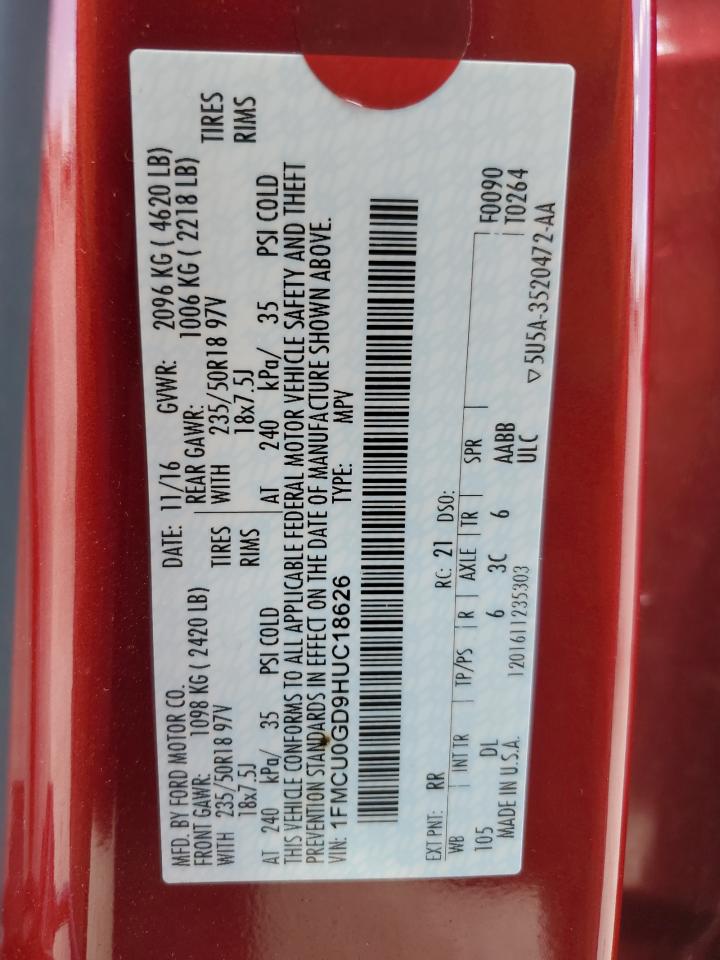 MFD. BY FORD MOTOR CO.
DATE: 11/16 GVWR: 2096 KG ( 4620 LB)
FRONT GAWR: 1098 KG ( 2420 LB) REAR GAWR: 1006 KG ( 2218 LB)
WITH 235/50R18 97V TIRES WITH 235/50R18 97V TIRES
18x7.5J RIMS 18x7.5J RIMS
AT 240 kPa/ 35 PSI COLD AT 240 kPa/ 35 PSI COLD
THIS VEHICLE CONFORMS TO ALL APPLICABLE FEDERAL MOTOR VEHICLE SAFETY AND THEFT
PREVENTION STANDARDS IN EFFECT ON THE DATE OF MANUFACTURE SHOWN ABOVE.
VIN: 1FMCU0GD9HUC18626 TYPE: MPV
EXT PNT: RR RC: 21 DSO:
WB INT TR TP/PS R AXLE TR SPR F0090
105 DL 6 3C 6 AABB T0264
ULC
MADE IN U.S.A. 1201611235303 ▽5U5A-3520472-AA